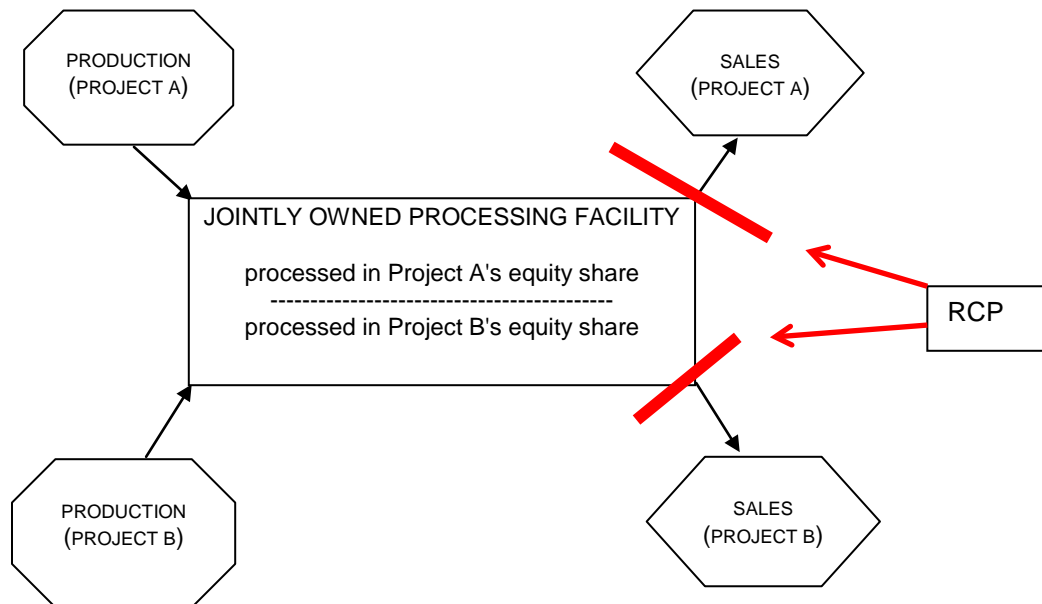 PRODUCTION
(PROJECT A)
SALES
(PROJECT A)
JOINTLY OWNED PROCESSING FACILITY
processed in Project A's equity share
-------------------------------------------
processed in Project B's equity share
RCP
PRODUCTION
(PROJECT B)
SALES
(PROJECT B)